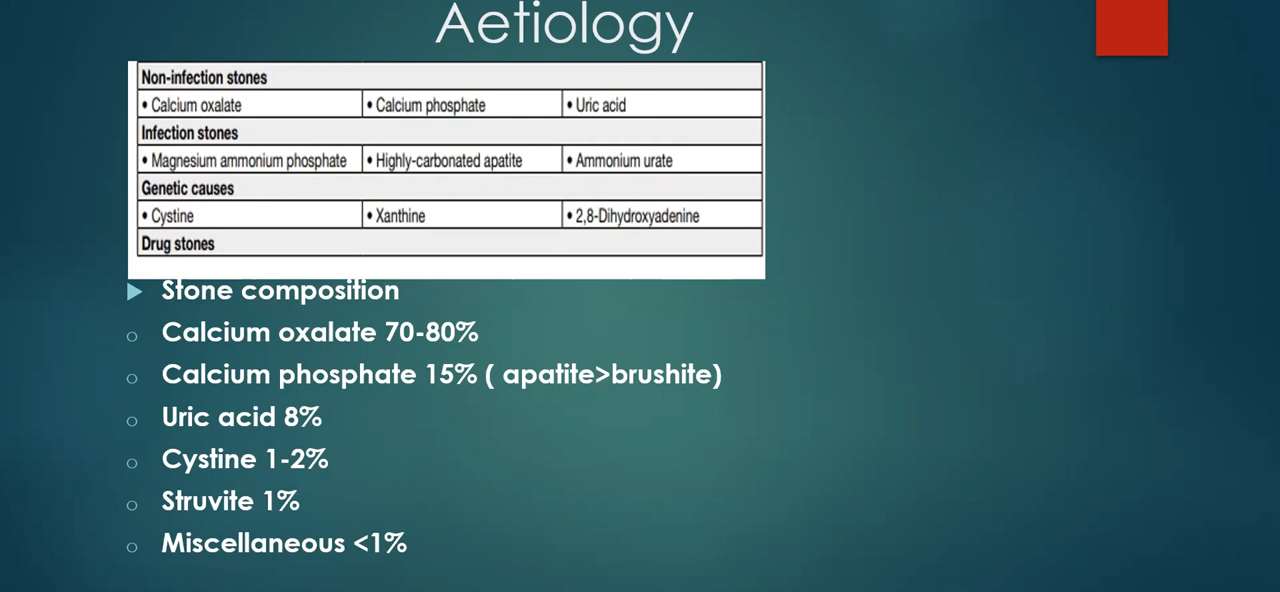 Aetiology
Non-infection stones
• Calcium oxalate • Calcium phosphate • Uric acid
Infection stones
• Magnesium ammonium phosphate • Highly-carbonated apatite • Ammonium urate
Genetic causes
• Cystine • Xanthine • 2,8-Dihydroxyadenine
Drug stones
Stone composition
Calcium oxalate 70-80%
Calcium phosphate 15% ( apatite>brushite)
Uric acid 8%
Cystine 1-2%
Struvite 1%
Miscellaneous <1%